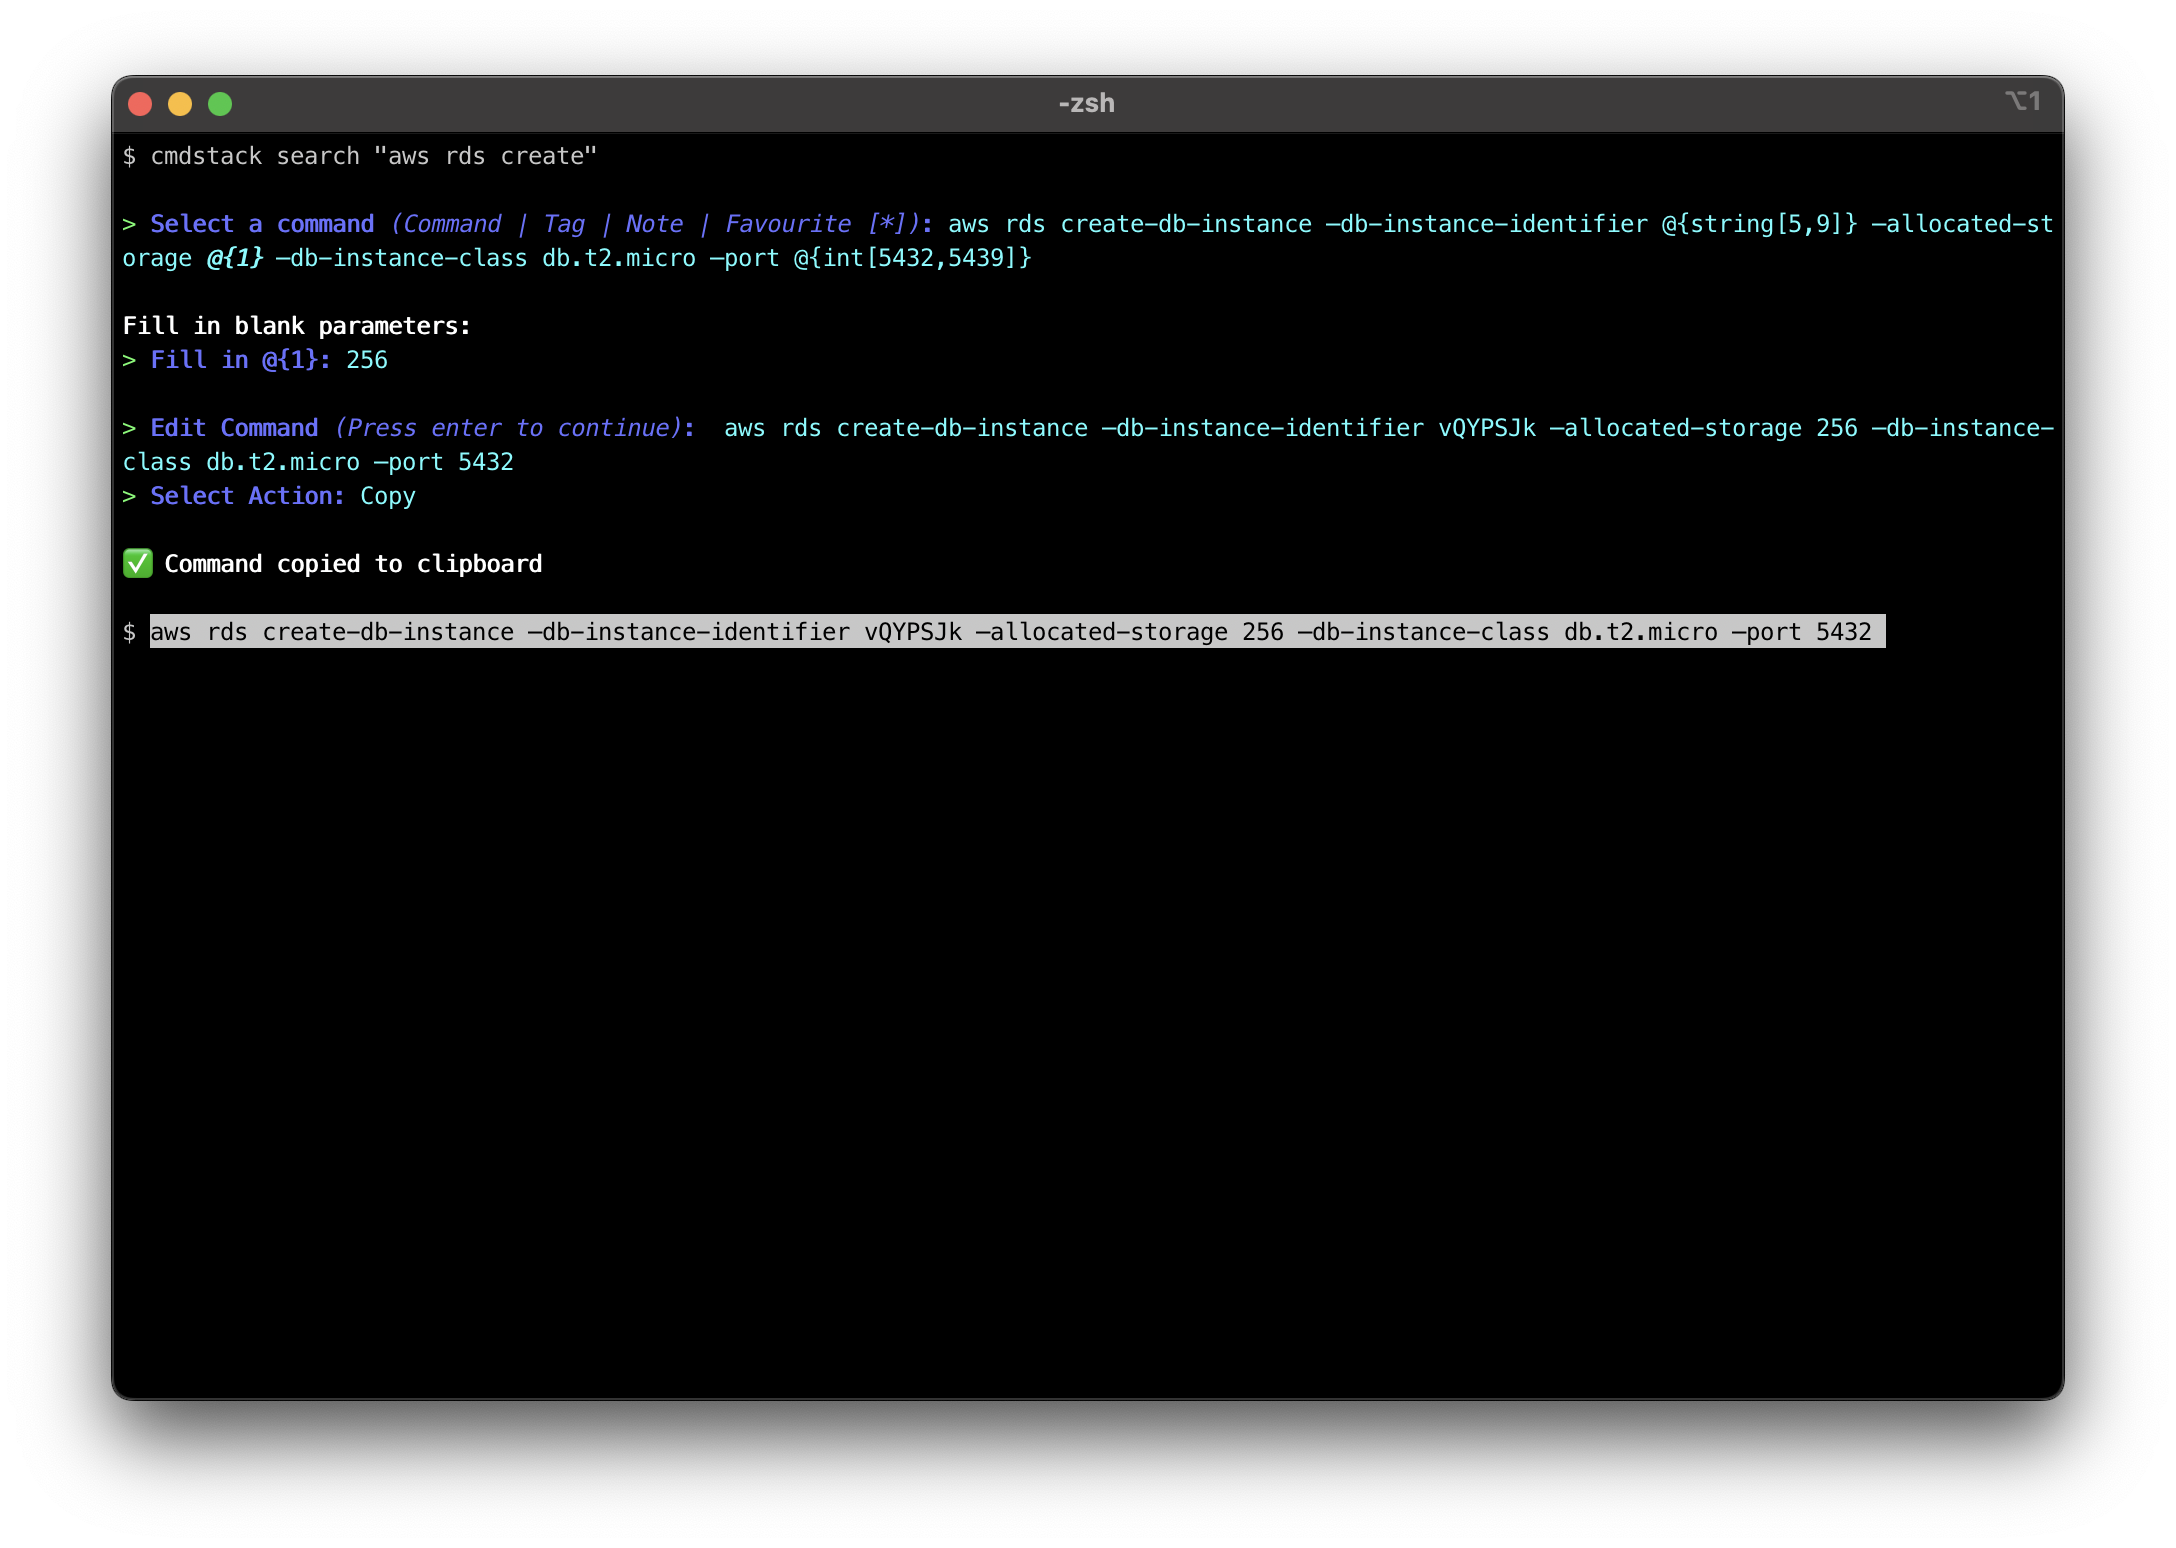 -zsh
⌥1
$ cmdstack search "aws rds create"
> Select a command (Command | Tag | Note | Favourite [*]): aws rds create-db-instance —db-instance-identifier @{string[5,9]} —allocated-st
orage @{1} —db-instance-class db.t2.micro —port @{int[5432,5439]}
Fill in blank parameters:
> Fill in @{1}: 256
> Edit Command (Press enter to continue):  aws rds create-db-instance —db-instance-identifier vQYPSJk —allocated-storage 256 —db-instance-
class db.t2.micro —port 5432
> Select Action: Copy
✅ Command copied to clipboard
$ aws rds create-db-instance —db-instance-identifier vQYPSJk —allocated-storage 256 —db-instance-class db.t2.micro —port 5432